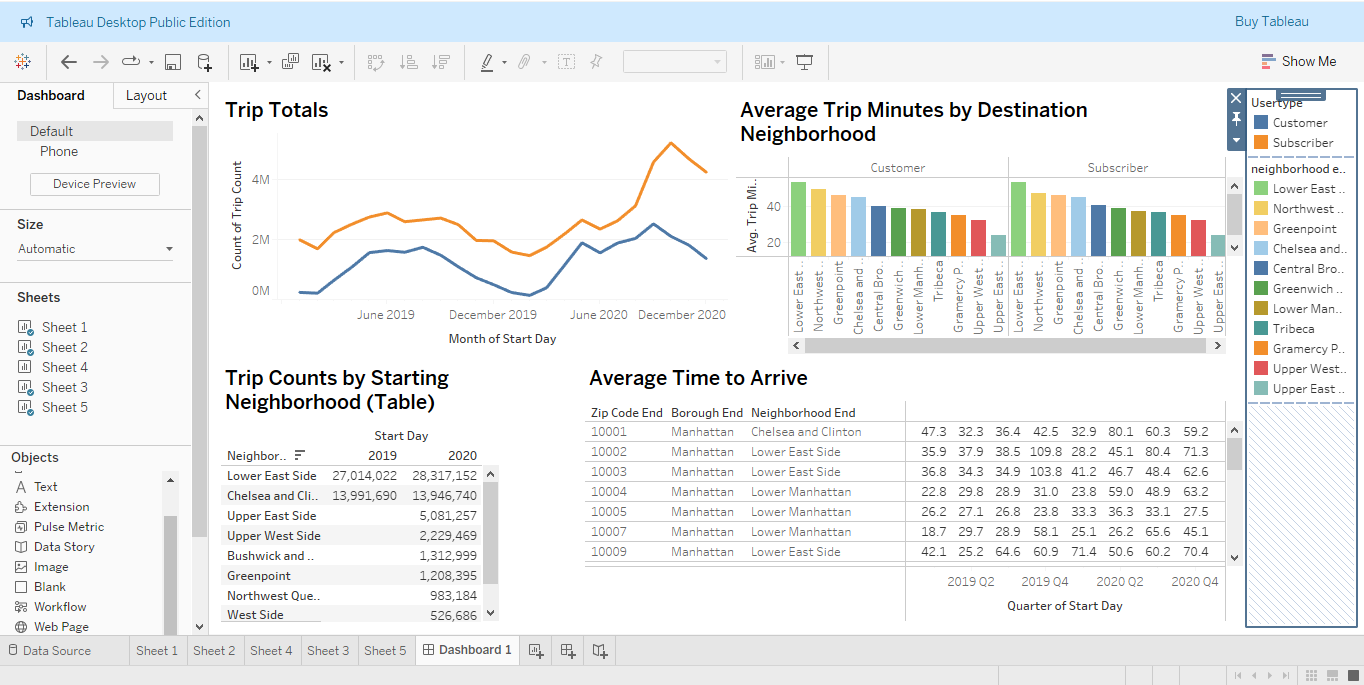 Tableau Desktop Public Edition
Buy Tableau
Show Me
Dashboard
Layout
Default
Phone
Device Preview
Size
Automatic
Sheets
Sheet 1
Sheet 2
Sheet 4
Sheet 3
Sheet 5
Objects
Text
Extension
Pulse Metric
Data Story
Image
Blank
Workflow
Web Page
Trip Totals
Count of Trip Count
4M
2M
0M
June 2019 December 2019 June 2020 December 2020
Month of Start Day
Average Trip Minutes by Destination
Neighborhood
Customer Subscriber
Avg. Trip Mi..
40
20
Lower East ..
Northwest ..
Greenpoint
Chelsea and ..
Central Bro..
Greenwich ..
Lower Manh..
Tribeca
Gramercy P..
Upper West ..
Upper East ..
Lower East ..
Northwest ..
Greenpoint
Chelsea and ..
Central Bro..
Greenwich ..
Lower Manh..
Tribeca
Gramercy P..
Upper West ..
Upper East ..
Usertype
Customer
Subscriber
neighborhood e..
Lower East ..
Northwest ..
Greenpoint
Chelsea and..
Central Bro..
Greenwich ..
Lower Man..
Tribeca
Gramercy P..
Upper West..
Upper East ..
Trip Counts by Starting
Neighborhood (Table)
Start Day
Neighbor.. 2019 2020
Lower East Side 27,014,022 28,317,152
Chelsea and Cli.. 13,991,690 13,946,740
Upper East Side 5,081,257
Upper West Side 2,229,469
Bushwick and .. 1,312,999
Greenpoint 1,208,395
Northwest Que.. 983,184
West Side 526,686
Average Time to Arrive
Zip Code End Borough End Neighborhood End
10001 Manhattan Chelsea and Clinton 47.3 32.3 36.4 42.5 32.9 80.1 60.3 59.2
10002 Manhattan Lower East Side 35.9 37.9 38.5 109.8 28.2 45.1 80.4 71.3
10003 Manhattan Lower East Side 36.8 34.3 34.9 103.8 41.2 46.7 48.4 62.6
10004 Manhattan Lower Manhattan 22.8 29.8 28.9 31.0 23.8 59.0 48.9 63.2
10005 Manhattan Lower Manhattan 26.2 27.1 26.8 23.8 33.3 36.3 33.1 27.5
10007 Manhattan Lower Manhattan 18.7 29.7 28.9 58.1 25.1 26.2 65.6 45.1
10009 Manhattan Lower East Side 42.1 25.2 64.6 60.9 71.4 50.6 60.2 70.4
2019 Q2 2019 Q4 2020 Q2 2020 Q4
Quarter of Start Day
Data Source Sheet 1 Sheet 2 Sheet 4 Sheet 3 Sheet 5 Dashboard 1